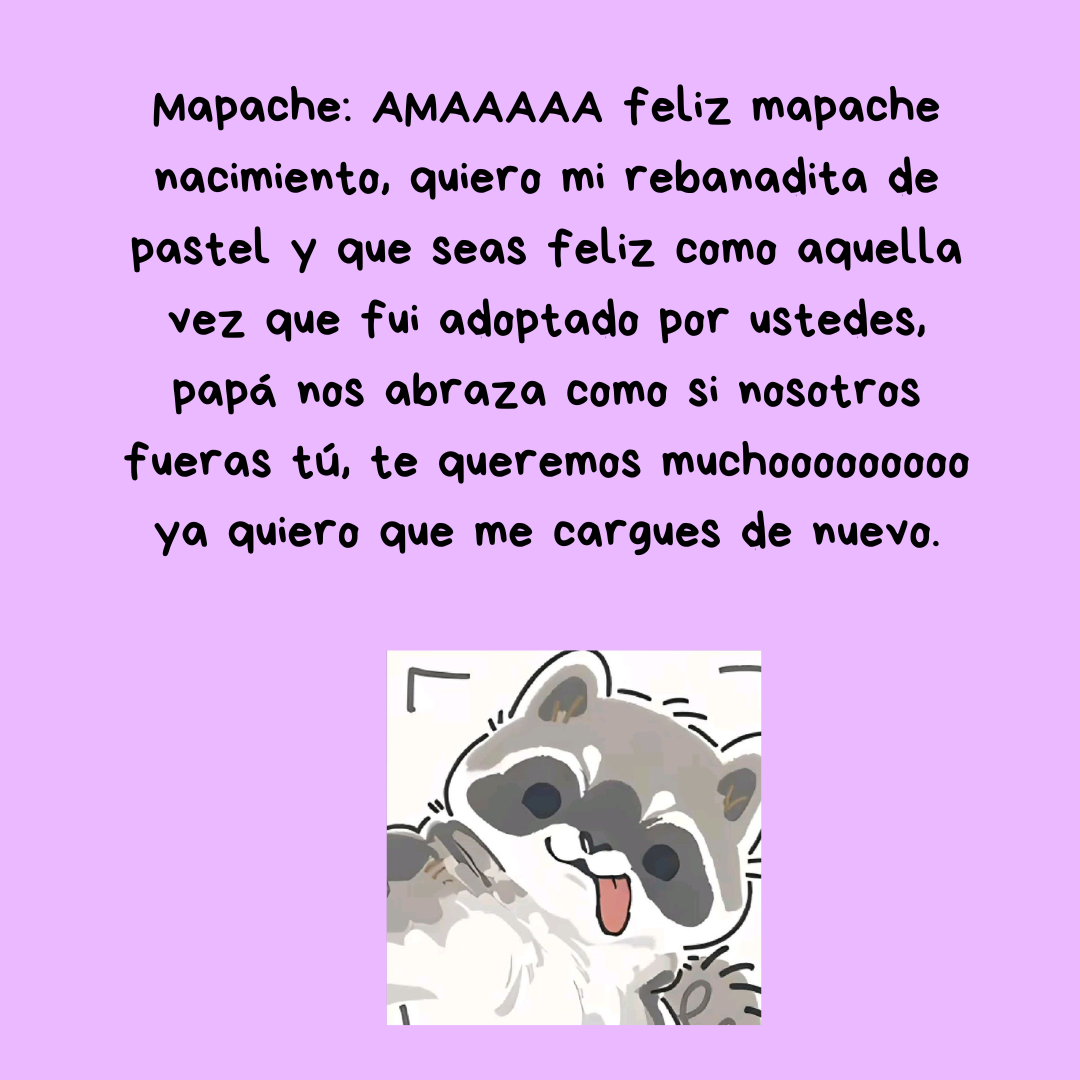 Mapache: AMAAAAA feliz mapache
nacimiento, quiero mi rebanadita de
pastel y que seas feliz como aquella
vez que fui adoptado por ustedes,
papá nos abraza como si nosotros
fueras tú, te queremos muchooooooooo
ya quiero que me cargues de nuevo.